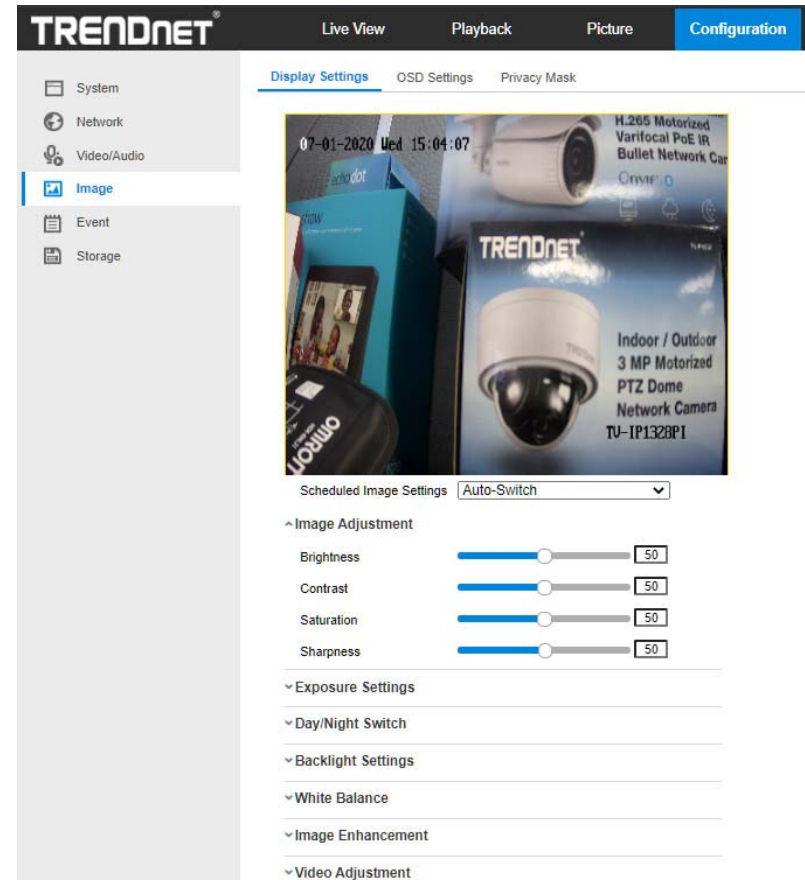 TRENDNET®
Live View Playback Picture Configuration
Display Settings OSD Settings Privacy Mask
System
Network
Video/Audio
Image
Event
Storage
07-01-2020 Wed 15:04:07
H.265 Motorized
Varifocal PoE IR
Bullet Network Car
echo dot
TRENDNET
Indoor / Outdoor
3 MP Motorized
PTZ Dome
Network Camera
TV-IP1328PI
OMRON
Scheduled Image Settings Auto-Switch
Image Adjustment
Brightness 50
Contrast 50
Saturation 50
Sharpness 50
Exposure Settings
Day/Night Switch
Backlight Settings
White Balance
Image Enhancement
Video Adjustment